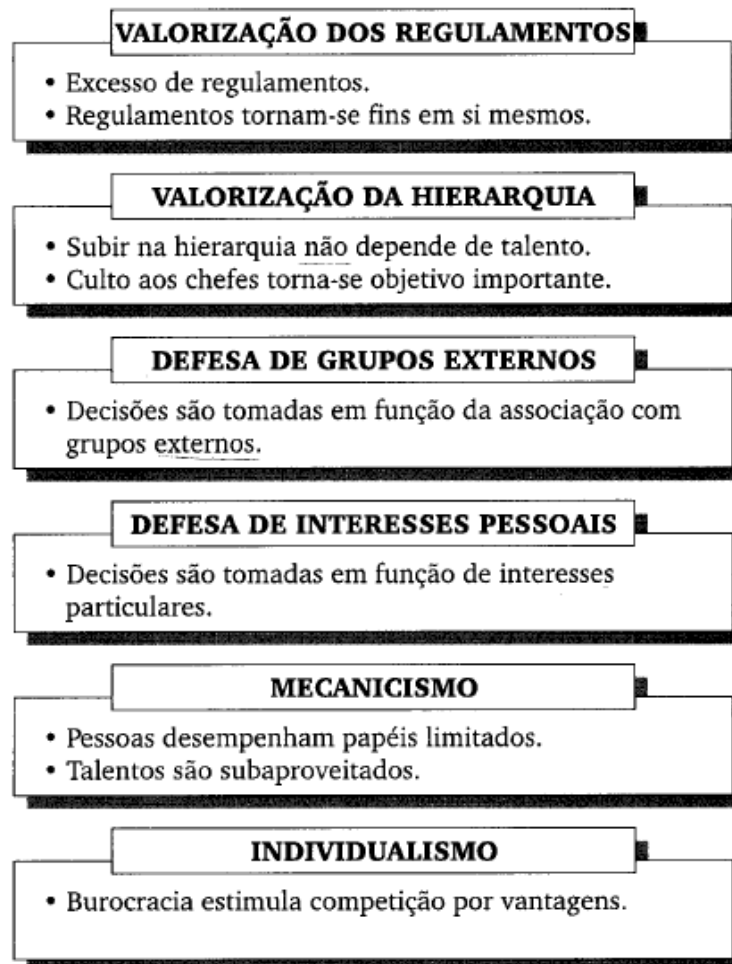 VALORIZAÇÃO DOS REGULAMENTOS
• Excesso de regulamentos.
• Regulamentos tornam-se fins em si mesmos.
VALORIZAÇÃO DA HIERARQUIA
• Subir na hierarquia não depende de talento.
• Culto aos chefes torna-se objetivo importante.
DEFESA DE GRUPOS EXTERNOS
• Decisões são tomadas em função da associação com
grupos externos.
DEFESA DE INTERESSES PESSOAIS
• Decisões são tomadas em função de interesses
particulares.
MECANICISMO
• Pessoas desempenham papéis limitados.
• Talentos são subaproveitados.
INDIVIDUALISMO
• Burocracia estimula competição por vantagens.